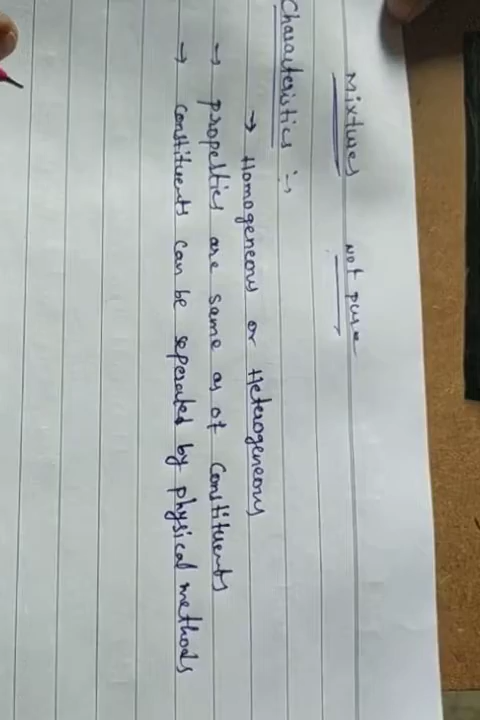 Mixtures not pure
Characteristics :-
→ Homogeneous or Heterogeneous
→ properties are same as of constituents
→ constituents can be seperated by physical methods